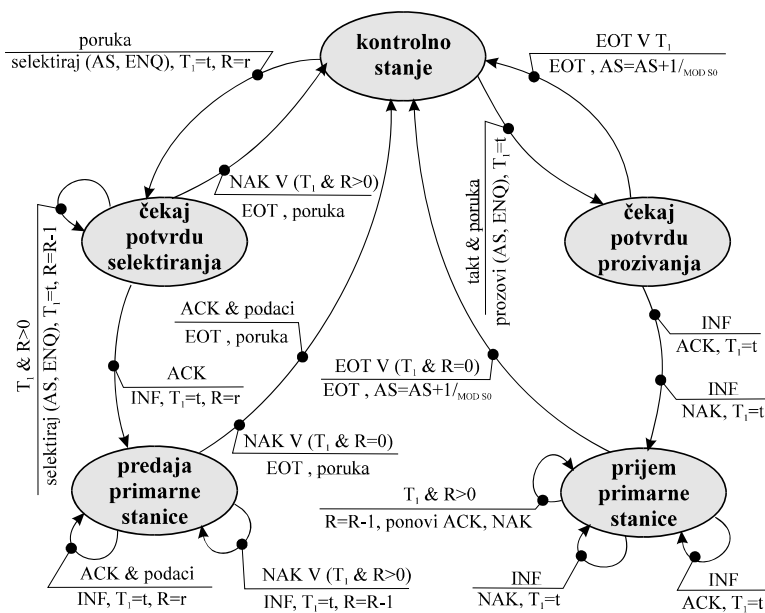 poruka
selektiraj (AS, ENQ), T₁=t, R=r
kontrolno
stanje
EOT V T₁
EOT , AS=AS+1/MOD S0
NAK V (T₁ & R>0)
EOT , poruka
takt & poruka
prozovi (AS, ENQ), T₁=t
čekaj
potvrdu
selektiranja
čekaj
potvrdu
prozivanja
T₁ & R>0
selektiraj (AS, ENQ), T₁=t, R=R-1
ACK & podaci
EOT , poruka
INF
ACK, T₁=t
EOT V (T₁ & R=0)
EOT , AS=AS+1/MOD S0
ACK
INF, T₁=t, R=r
INF
NAK, T₁=t
NAK V (T₁ & R=0)
EOT , poruka
predaja
primarne
stanice
prijem
primarne
stanice
T₁ & R>0
R=R-1, ponovi ACK, NAK
ACK & podaci
INF, T₁=t, R=r
NAK V (T₁ & R>0)
INF, T₁=t, R=R-1
INF
NAK, T₁=t
INF
ACK, T₁=t